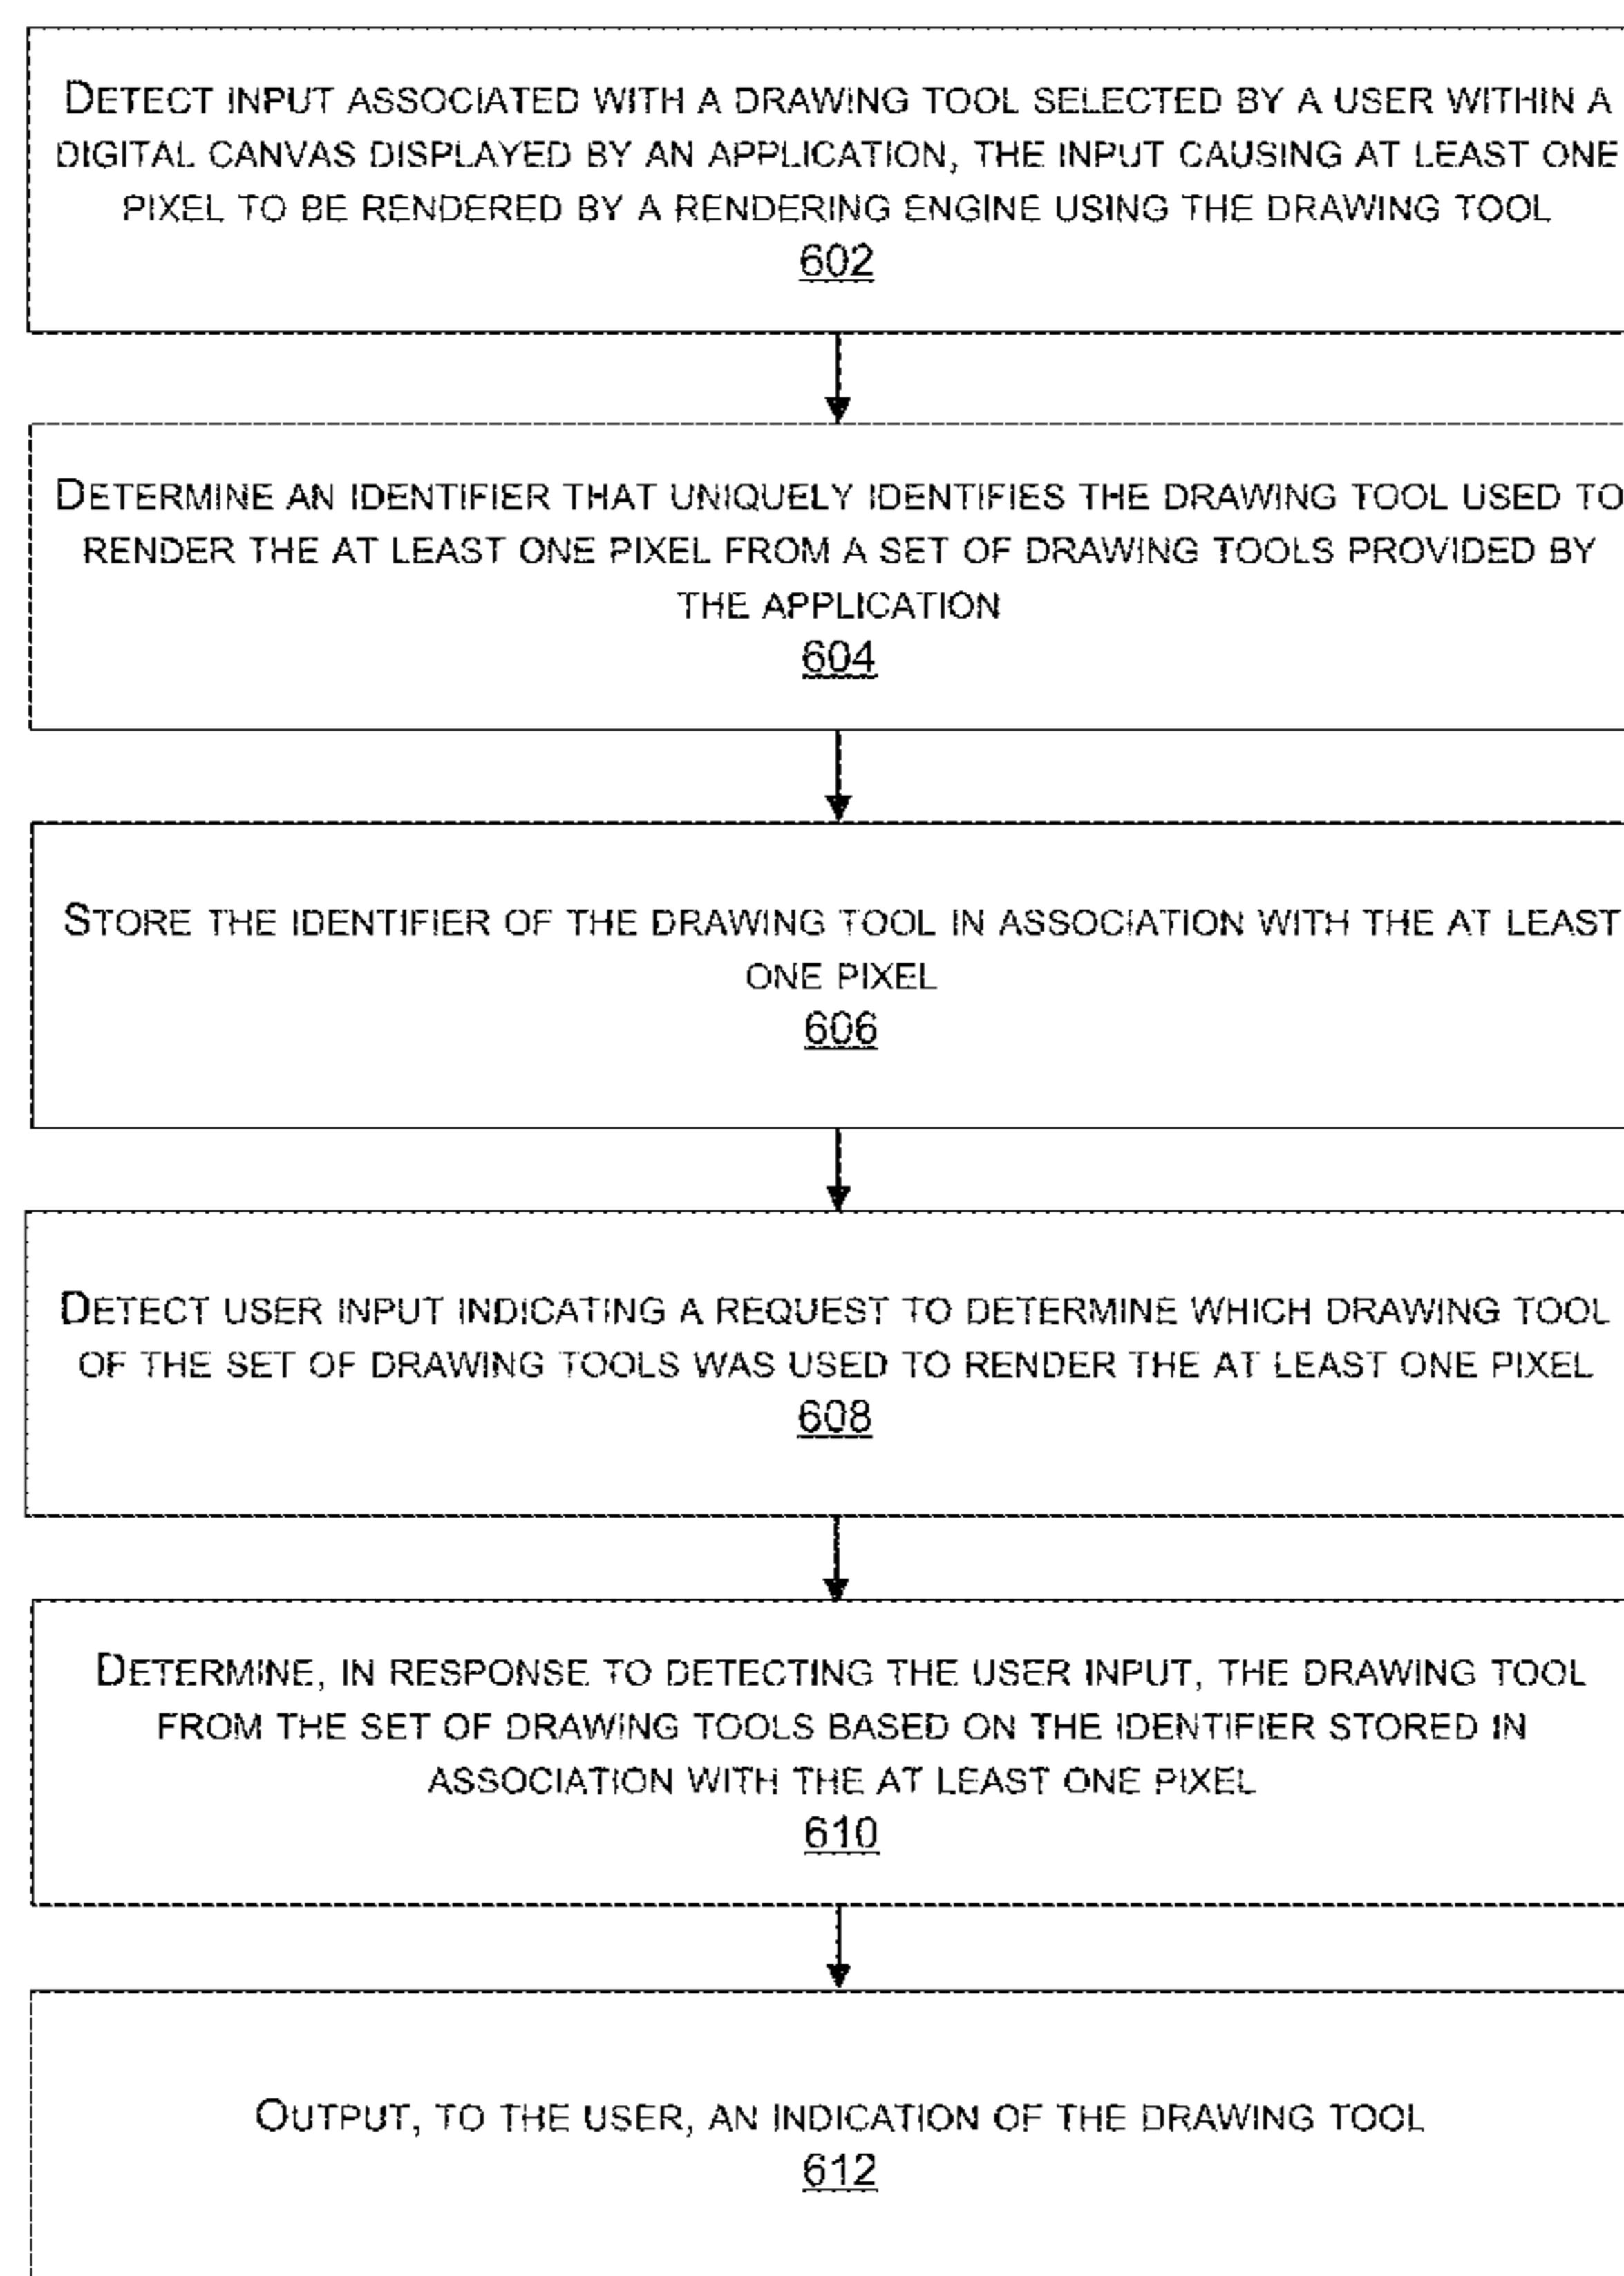 DETECT INPUT ASSOCIATED WITH A DRAWING TOOL SELECTED BY A USER WITHIN A
DIGITAL CANVAS DISPLAYED BY AN APPLICATION, THE INPUT CAUSING AT LEAST ONE
PIXEL TO BE RENDERED BY A RENDERING ENGINE USING THE DRAWING TOOL
602
DETERMINE AN IDENTIFIER THAT UNIQUELY IDENTIFIES THE DRAWING TOOL USED TO
RENDER THE AT LEAST ONE PIXEL FROM A SET OF DRAWING TOOLS PROVIDED BY
THE APPLICATION
604
STORE THE IDENTIFIER OF THE DRAWING TOOL IN ASSOCIATION WITH THE AT LEAST
ONE PIXEL
606
DETECT USER INPUT INDICATING A REQUEST TO DETERMINE WHICH DRAWING TOOL
OF THE SET OF DRAWING TOOLS WAS USED TO RENDER THE AT LEAST ONE PIXEL
608
DETERMINE, IN RESPONSE TO DETECTING THE USER INPUT, THE DRAWING TOOL
FROM THE SET OF DRAWING TOOLS BASED ON THE IDENTIFIER STORED IN
ASSOCIATION WITH THE AT LEAST ONE PIXEL
610
OUTPUT, TO THE USER, AN INDICATION OF THE DRAWING TOOL
612